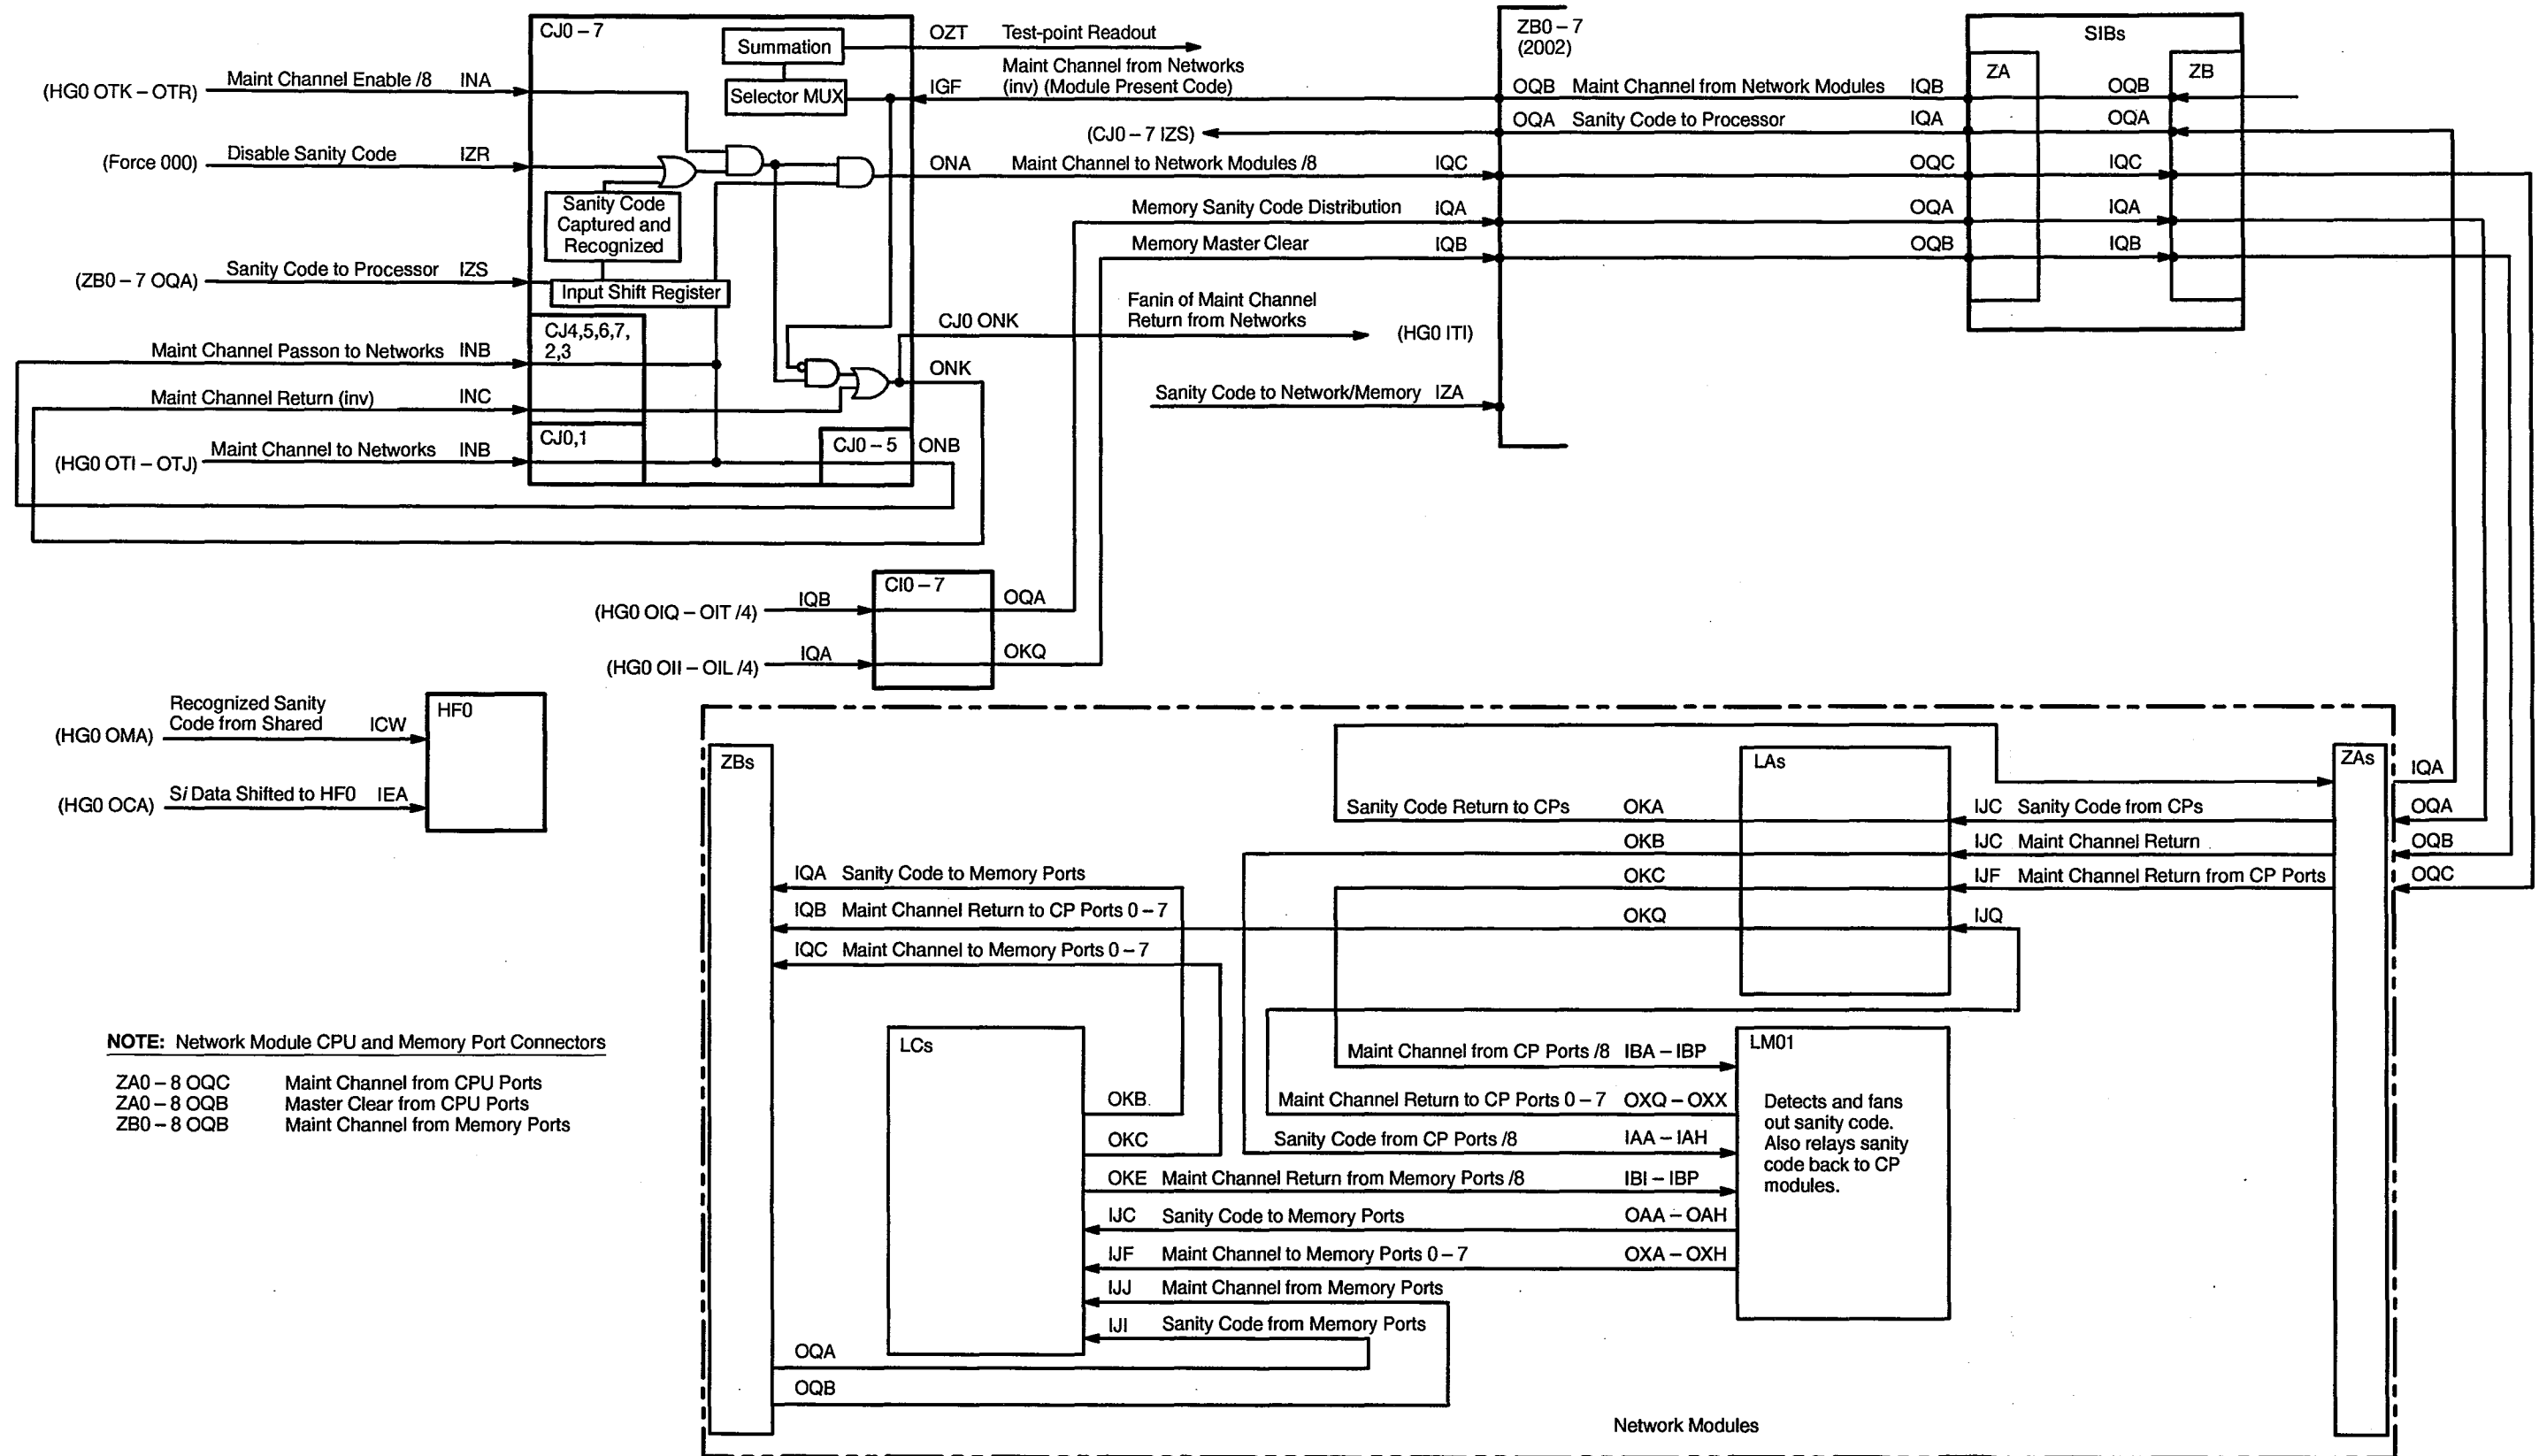 CJ0 – 7
Summation
OZT Test-point Readout
Selector MUX
IGF
Maint Channel from Networks
(inv) (Module Present Code)
(HG0 OTK – OTR) Maint Channel Enable /8 INA
(CJ0 – 7 IZS)
(Force 000) Disable Sanity Code IZR
ONA Maint Channel to Network Modules /8 IQC
Sanity Code
Captured and
Recognized
Memory Sanity Code Distribution IQA
Memory Master Clear IQB
(ZB0 – 7 OQA) Sanity Code to Processor IZS
Input Shift Register
Fanin of Maint Channel
Return from Networks
CJ0 ONK
(HG0 ITI)
CJ4,5,6,7,
2,3
Maint Channel Passon to Networks INB
ONK
Maint Channel Return (inv) INC
Sanity Code to Network/Memory IZA
CJ0,1
CJ0 – 5 ONB
(HG0 OTI – OTJ) Maint Channel to Networks INB
ZB0 – 7
(2002)
OQB Maint Channel from Network Modules IQB
OQA Sanity Code to Processor IQA
OQC
OQA
OQB
SIBs
ZA
ZB
OQB
OQA
IQC
IQA
IQB
CI0 – 7
(HG0 OIQ – OIT /4) IQB
OQA
(HG0 OII – OIL /4) IQA
OKQ
HF0
Recognized Sanity
Code from Shared
(HG0 OMA) ICW
(HG0 OCA) Si Data Shifted to HF0 IEA
ZBs
LAs
ZAs
IQA
Sanity Code Return to CPs OKA
IJC Sanity Code from CPs
OQA
OKB
IJC Maint Channel Return
OQB
IQA Sanity Code to Memory Ports
OKC
IJF Maint Channel Return from CP Ports
OQC
IQB Maint Channel Return to CP Ports 0 – 7
OKQ
IJQ
IQC Maint Channel to Memory Ports 0 – 7
LCs
LM01
Maint Channel from CP Ports /8 IBA – IBP
OKB
Maint Channel Return to CP Ports 0 – 7 OXQ – OXX
OKC
Sanity Code from CP Ports /8 IAA – IAH
OKE Maint Channel Return from Memory Ports /8 IBI – IBP
IJC Sanity Code to Memory Ports OAA – OAH
IJF Maint Channel to Memory Ports 0 – 7 OXA – OXH
IJJ Maint Channel from Memory Ports
IJI Sanity Code from Memory Ports
OQA
OQB
Detects and fans
out sanity code.
Also relays sanity
code back to CP
modules.
Network Modules
NOTE: Network Module CPU and Memory Port Connectors
ZA0 – 8 OQC Maint Channel from CPU Ports
ZA0 – 8 OQB Master Clear from CPU Ports
ZB0 – 8 OQB Maint Channel from Memory Ports